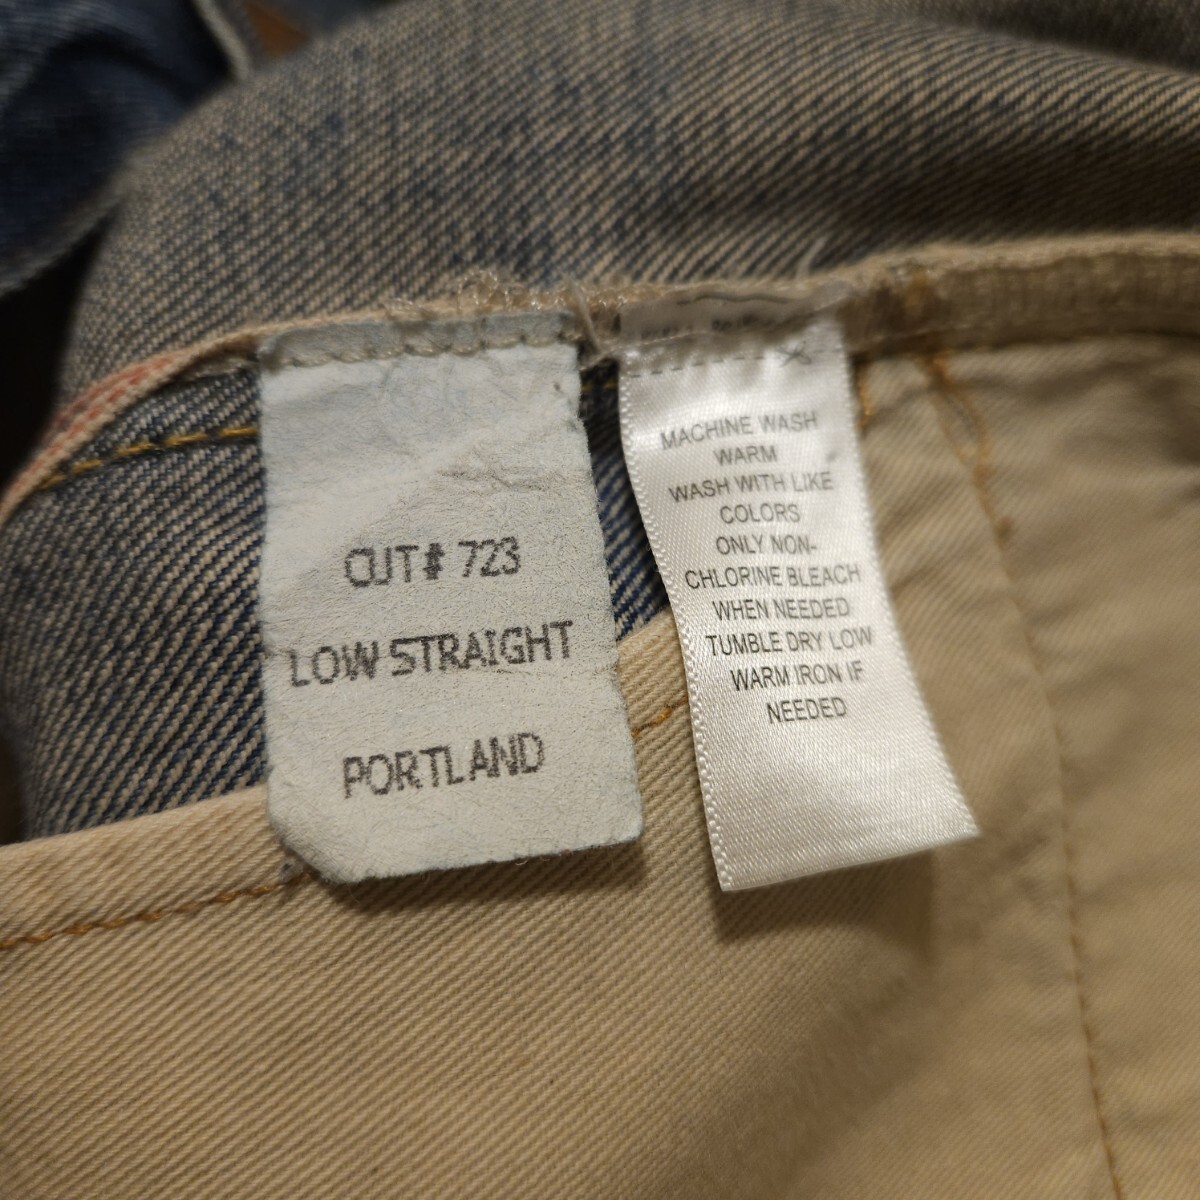 CUT# 723
LOW STRAIGHT
PORTLAND
MACHINE WASH
WARM
WASH WITH LIKE
COLORS
ONLY NON-
CHLORINE BLEACH
WHEN NEEDED
TUMBLE DRY LOW
WARM IRON IF
NEEDED